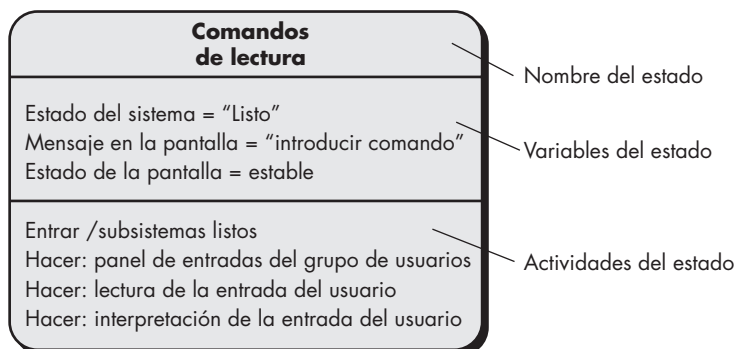 Comandos
de lectura
Nombre del estado
Estado del sistema = “Listo”
Mensaje en la pantalla = “introducir comando”
Estado de la pantalla = estable
Variables del estado
Entrar /subsistemas listos
Hacer: panel de entradas del grupo de usuarios
Hacer: lectura de la entrada del usuario
Hacer: interpretación de la entrada del usuario
Actividades del estado